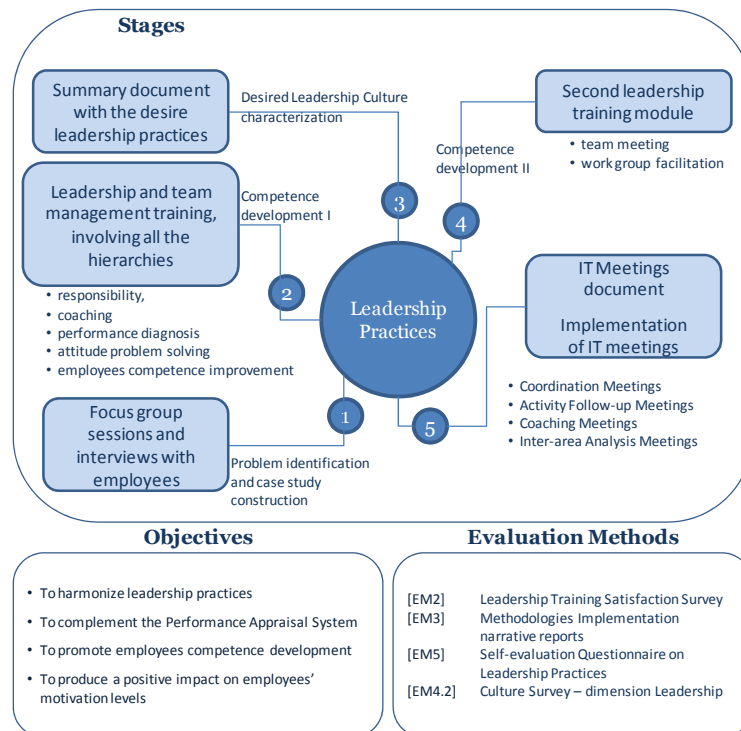 Stages
Summary document
with the desire
leadership practices
Desired Leadership Culture
characterization
Second leadership
training module
• team meeting
• work group facilitation
Competence
development II
3
4
Leadership and team
management training,
involving all the
hierarchies
Competence
development I
2
• responsibility,
• coaching
• performance diagnosis
• attitude problem solving
• employees competence improvement
Leadership
Practices
IT Meetings
document
Implementation
of IT meetings
• Coordination Meetings
• Activity Follow-up Meetings
• Coaching Meetings
• Inter-area Analysis Meetings
1
5
Focus group
sessions and
interviews with
employees
Problem identification
and case study
construction
Objectives
• To harmonize leadership practices
• To complement the Performance Appraisal System
• To promote employees competence development
• To produce a positive impact on employees'
motivation levels
Evaluation Methods
[EM2] Leadership Training Satisfaction Survey
[EM3] Methodologies Implementation
narrative reports
[EM5] Self-evaluation Questionnaire on
Leadership Practices
[EM4.2] Culture Survey – dimension Leadership